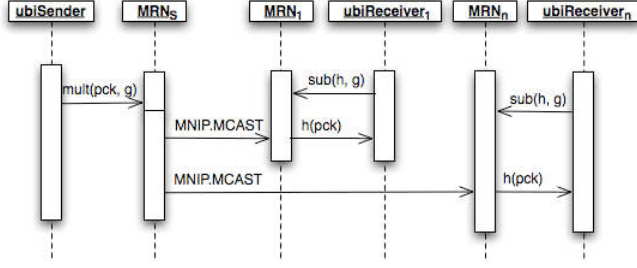 ubiSender MRNS MRN1 ubiReceiver1 MRNn ubiReceivern
sub(h, g)
mult(pck, g)
sub(h, g)
MNIP.MCAST h(pck)
MNIP.MCAST h(pck)